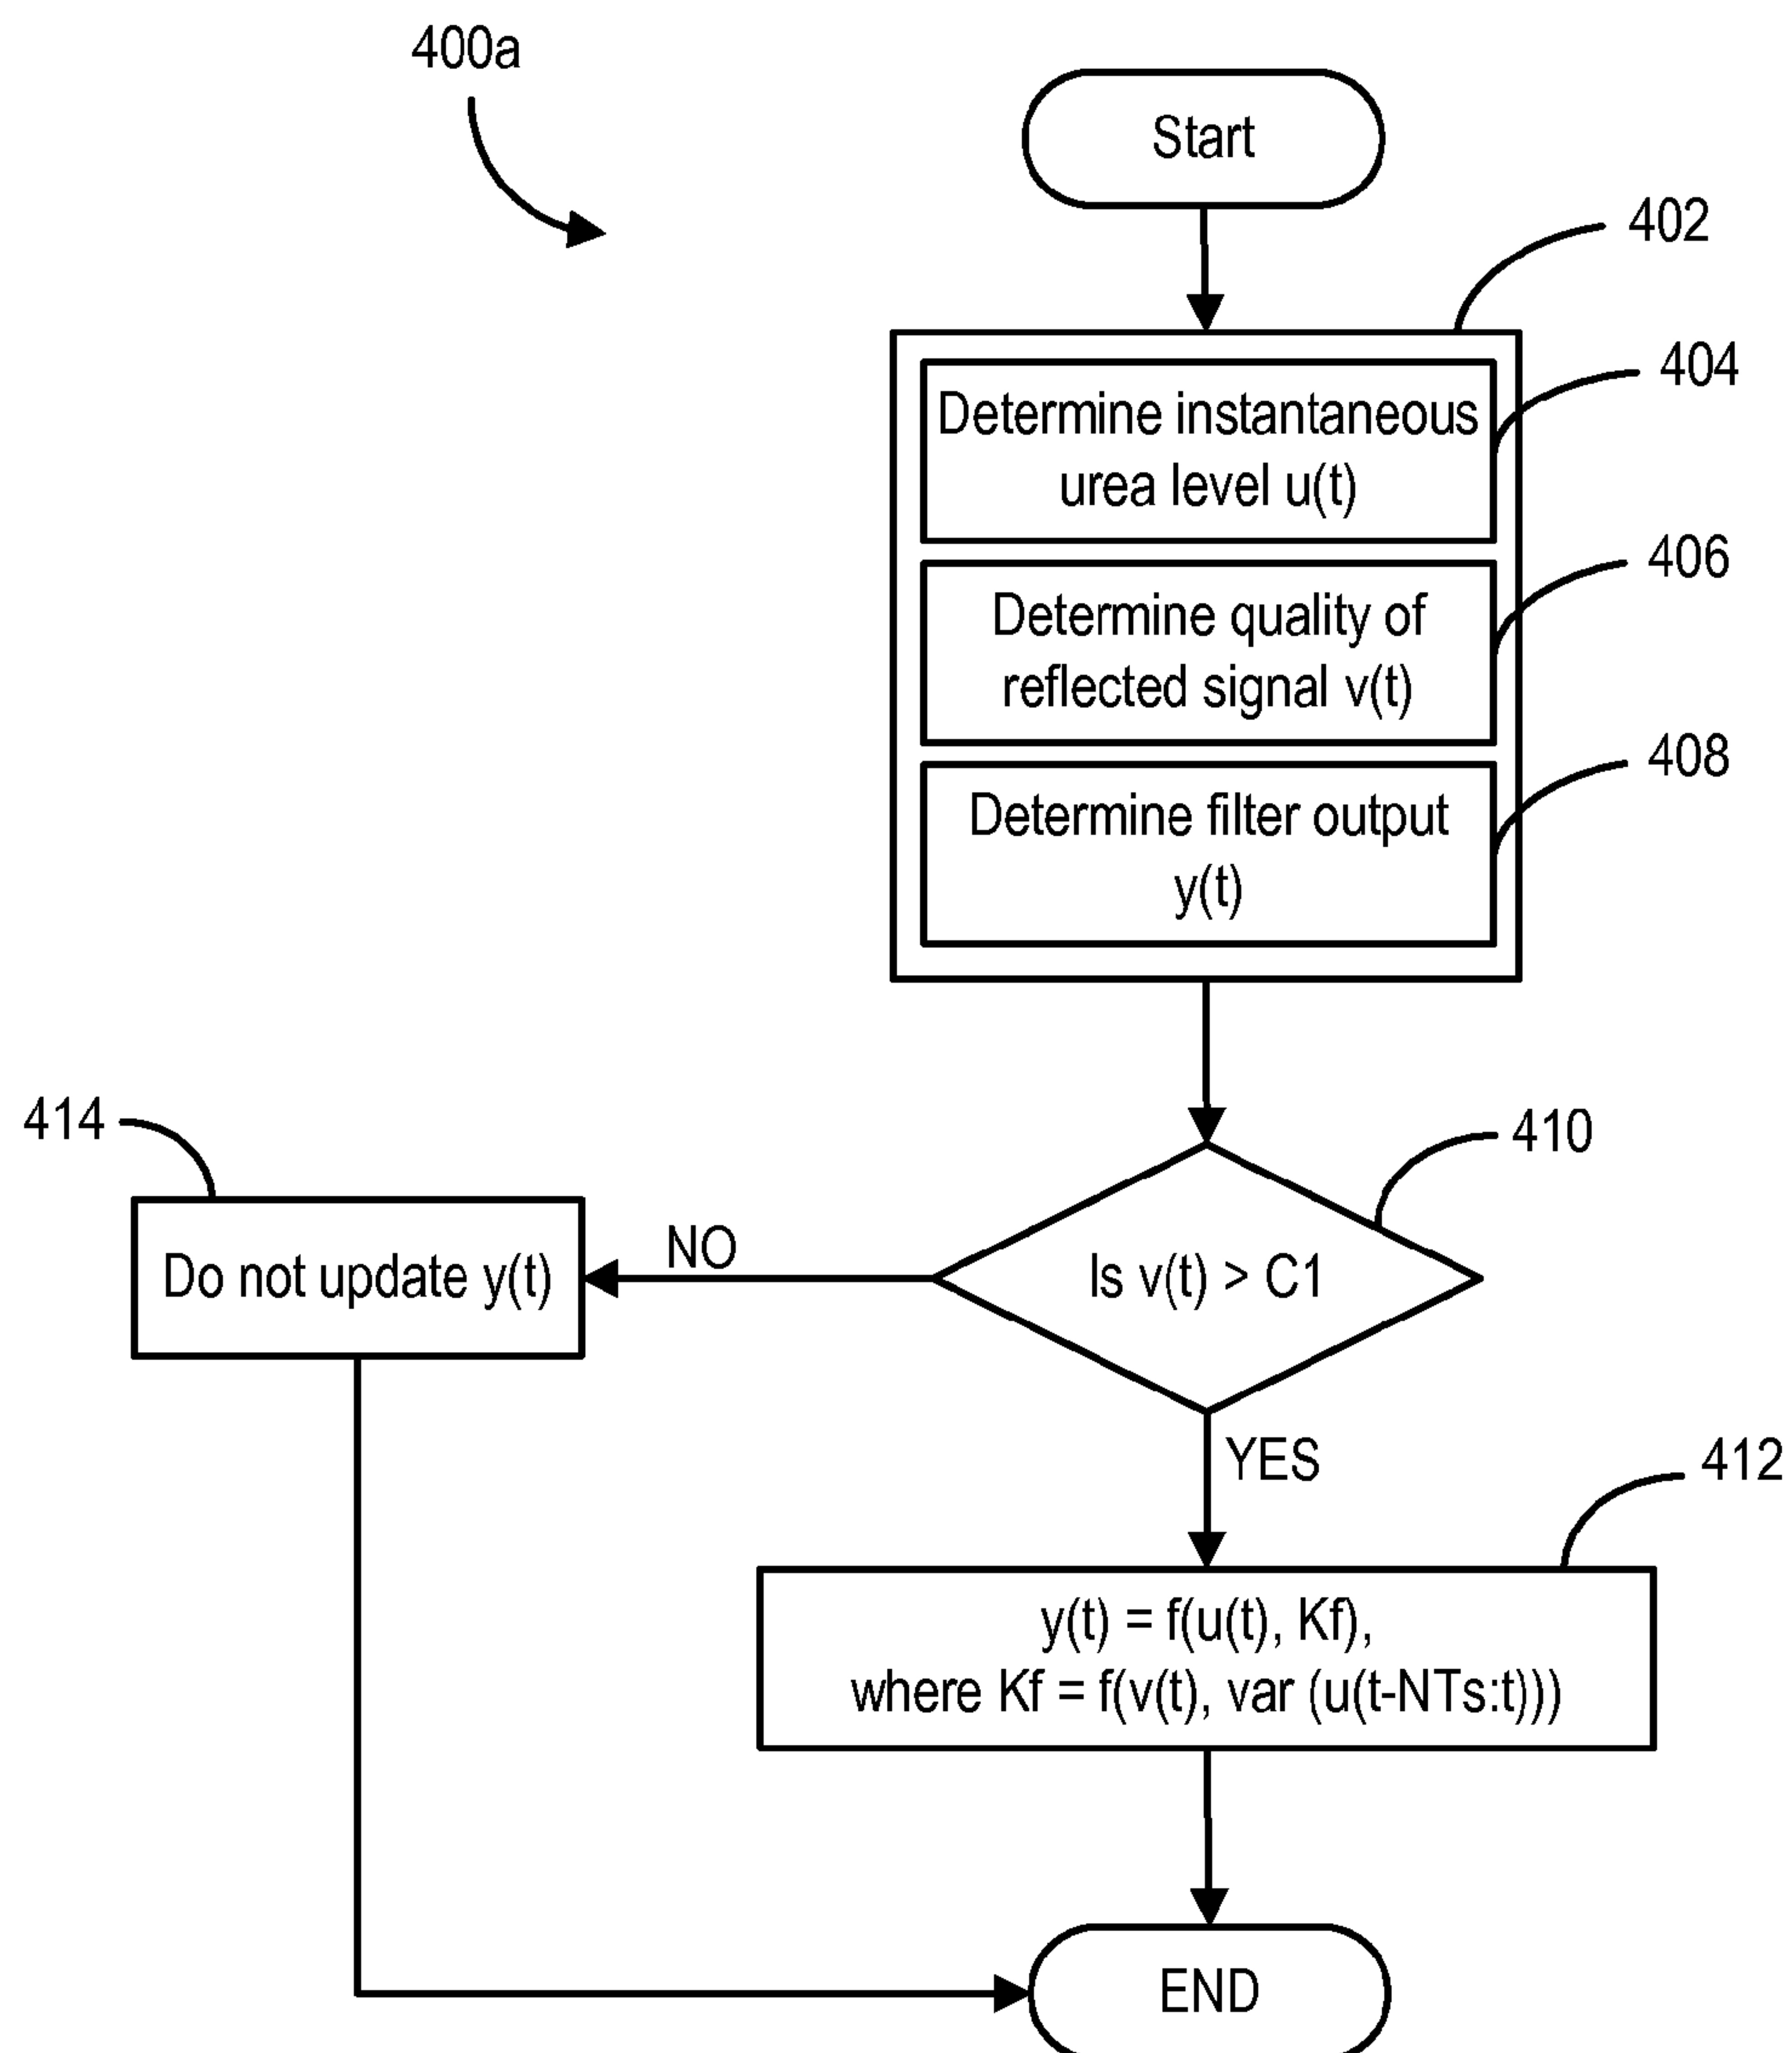 400a
Start
402
404
Determine instantaneous
urea level u(t)
406
Determine quality of
reflected signal v(t)
408
Determine filter output
y(t)
414
410
Do not update y(t)
NO
Is v(t) > C1
YES
412
y(t) = f(u(t), Kf),
where Kf = f(v(t), var (u(t-NTs:t)))
END